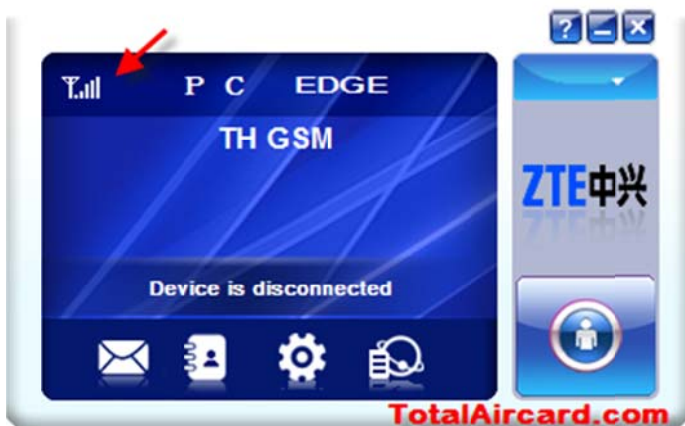 ?
P C EDGE
TH GSM
ZTE中兴
Device is disconnected
TotalAircard.com